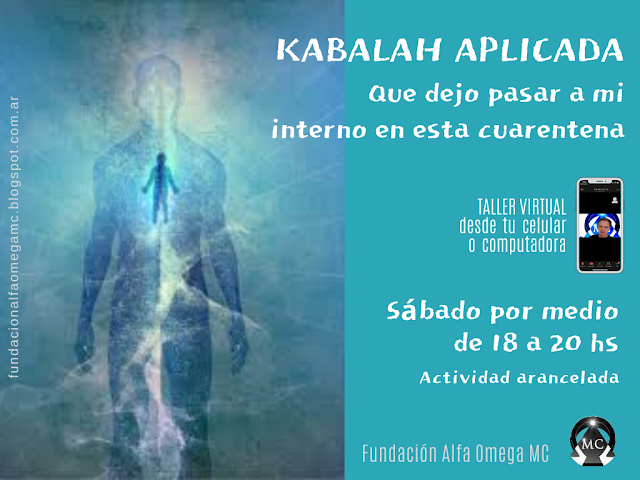 KABALAH APLICADA
Que dejo pasar a mi
interno en esta cuarentena
TALLER VIRTUAL
desde tu celular
o computadora
Sábado por medio
de 18 a 20 hs
Actividad arancelada
Fundación Alfa Omega MC
MC
fundacionalfaomegamc.blogspot.com.ar